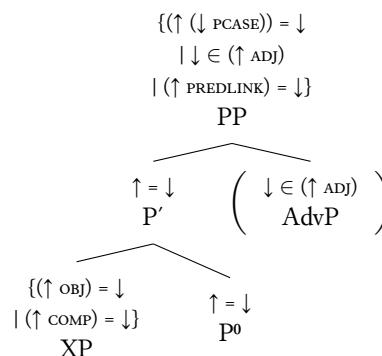 {(↑ (↓ PCASE)) = ↓
| ↓ ∈ (↑ ADJ)
| (↑ PREDLINK) = ↓}
PP
↑ = ↓
P′
( ↓ ∈ (↑ ADJ)
AdvP )
{(↑ OBJ) = ↓
| (↑ COMP) = ↓}
XP
↑ = ↓
P⁰